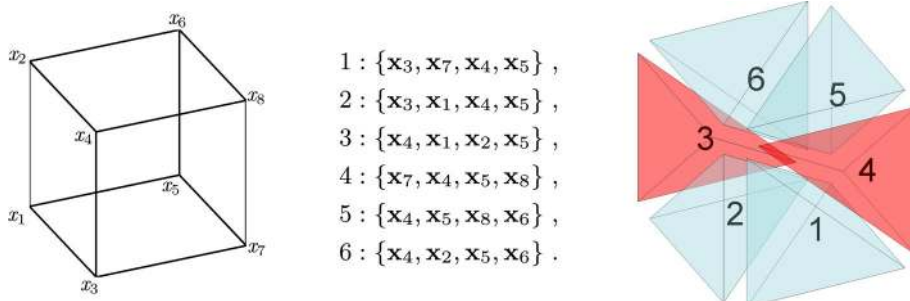 x₆
x₂
x₈
x₄
x₅
x₁
x₇
x₃
1 : {x₃, x₇, x₄, x₅} ,
2 : {x₃, x₁, x₄, x₅} ,
3 : {x₄, x₁, x₂, x₅} ,
4 : {x₇, x₄, x₅, x₈} ,
5 : {x₄, x₅, x₈, x₆} ,
6 : {x₄, x₂, x₅, x₆} .
6
5
3
4
2
1